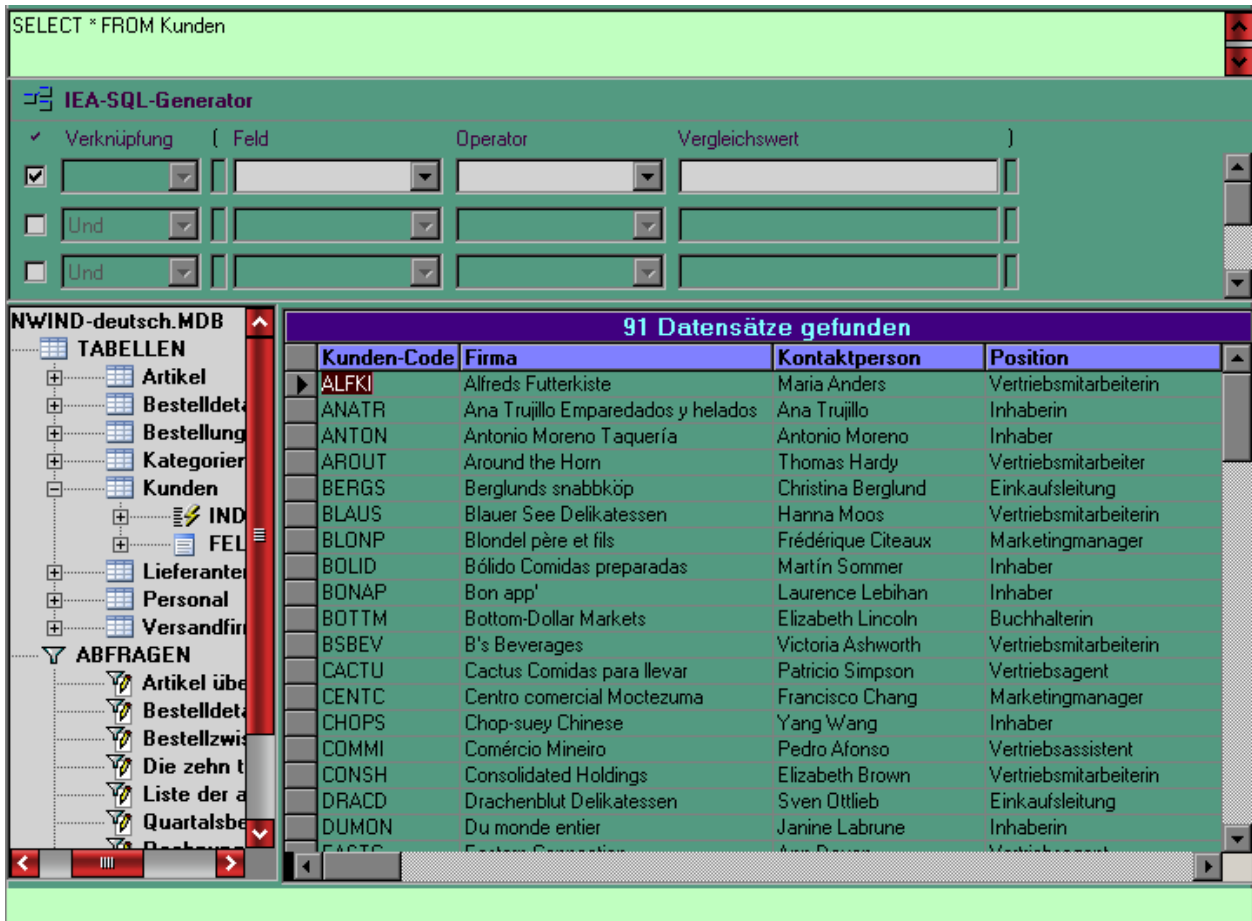 SELECT * FROM Kunden
IEA-SQL-Generator
Verknüpfung ( Feld Operator Vergleichswert )
Und
Und
NWIND-deutsch.MDB
TABELLEN
Artikel
Bestelldeta
Bestellung
Kategorier
Kunden
IND
FEL
Lieferanter
Personal
Versandfirr
ABFRAGEN
Artikel übe
Bestelldeta
Bestellzwis
Die zehn t
Liste der a
Quartalsbe
91 Datensätze gefunden
Kunden-Code Firma Kontaktperson Position
ALFKI Alfreds Futterkiste Maria Anders Vertriebsmitarbeiterin
ANATR Ana Trujillo Emparedados y helados Ana Trujillo Inhaberin
ANTON Antonio Moreno Taquería Antonio Moreno Inhaber
AROUT Around the Horn Thomas Hardy Vertriebsmitarbeiter
BERGS Berglunds snabbköp Christina Berglund Einkaufsleitung
BLAUS Blauer See Delikatessen Hanna Moos Vertriebsmitarbeiterin
BLONP Blondel père et fils Frédérique Citeaux Marketingmanager
BOLID Bólido Comidas preparadas Martín Sommer Inhaber
BONAP Bon app' Laurence Lebihan Inhaber
BOTTM Bottom-Dollar Markets Elizabeth Lincoln Buchhalterin
BSBEV B's Beverages Victoria Ashworth Vertriebsmitarbeiterin
CACTU Cactus Comidas para llevar Patricio Simpson Vertriebsagent
CENTC Centro comercial Moctezuma Francisco Chang Marketingmanager
CHOPS Chop-suey Chinese Yang Wang Inhaber
COMMI Comércio Mineiro Pedro Afonso Vertriebsassistent
CONSH Consolidated Holdings Elizabeth Brown Vertriebsmitarbeiterin
DRACD Drachenblut Delikatessen Sven Ottlieb Einkaufsleitung
DUMON Du monde entier Janine Labrune Inhaberin